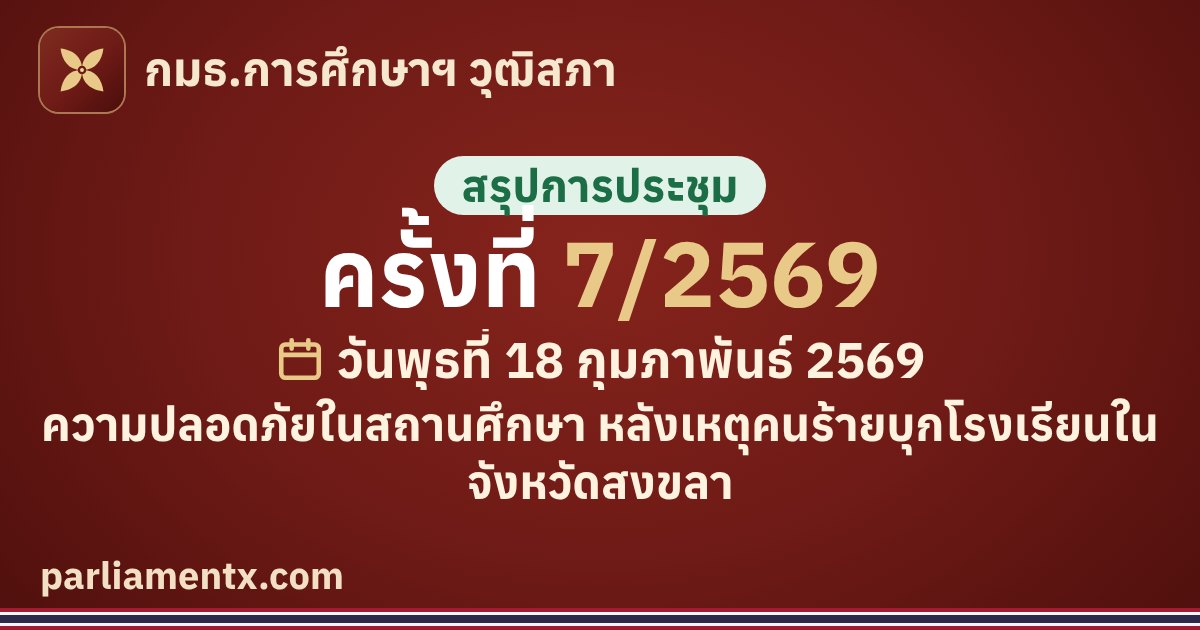 กมธ.การศึกษาฯ วุฒิสภา
สรุปการประชุม
ครั้งที่ 7/2569
วันพุธที่ 18 กุมภาพันธ์ 2569
ความปลอดภัยในสถานศึกษา หลังเหตุคนร้ายบุกโรงเรียนใน
จังหวัดสงขลา
parliamentx.com